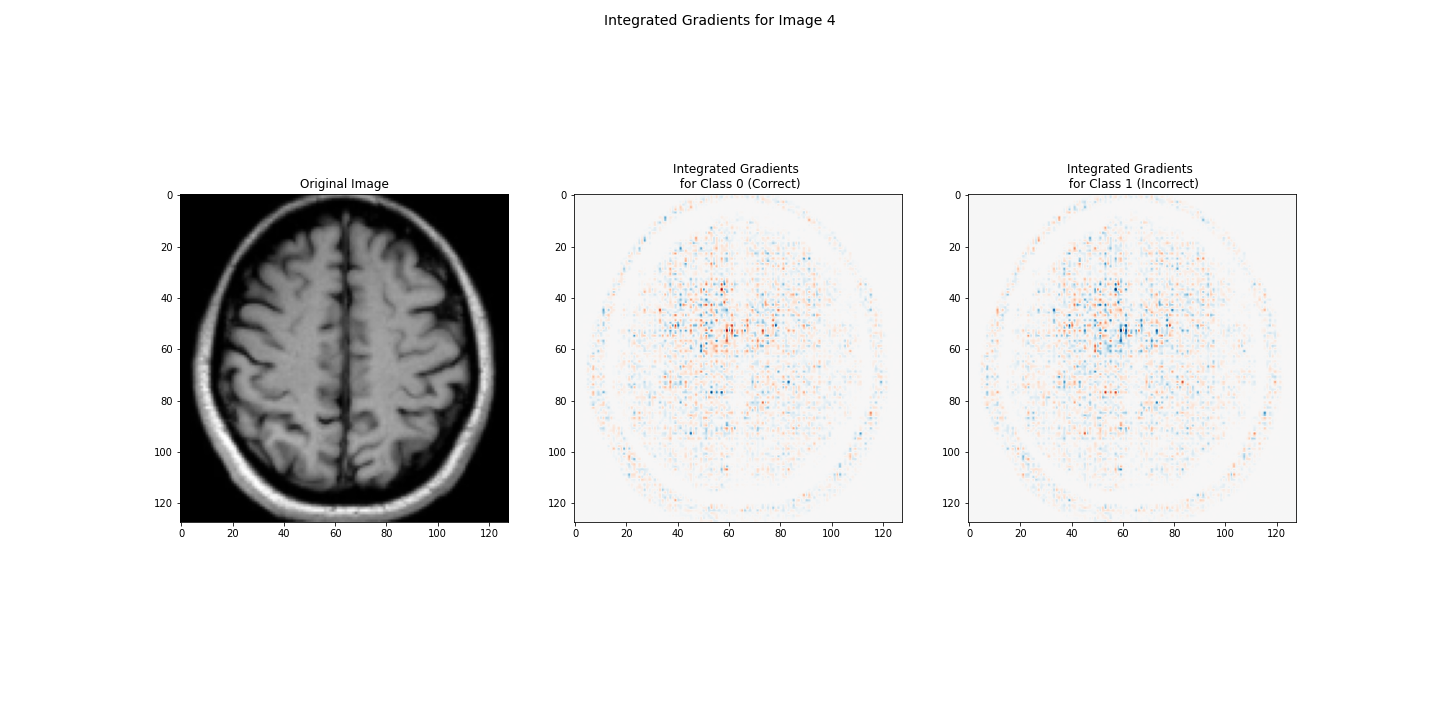 Integrated Gradients for Image 4
Original Image
0
20
40
60
80
100
120
0 20 40 60 80 100 120
Integrated Gradients
for Class 0 (Correct)
0
20
40
60
80
100
120
0 20 40 60 80 100 120
Integrated Gradients
for Class 1 (Incorrect)
0
20
40
60
80
100
120
0 20 40 60 80 100 120